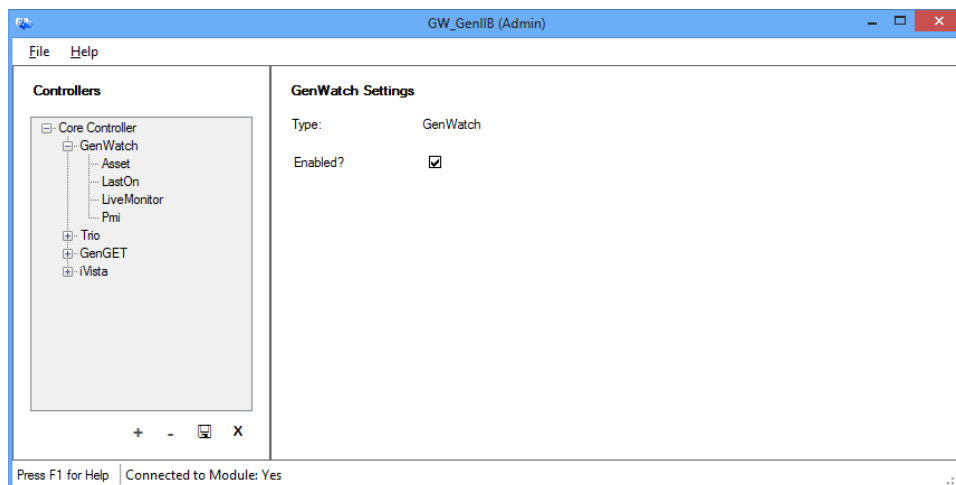 GW_GenIIB (Admin)
File Help
Controllers
Core Controller
GenWatch
Asset
LastOn
LiveMonitor
Pmi
Trio
GenGET
iVista
+ - X
GenWatch Settings
Type: GenWatch
Enabled?
Press F1 for Help Connected to Module: Yes